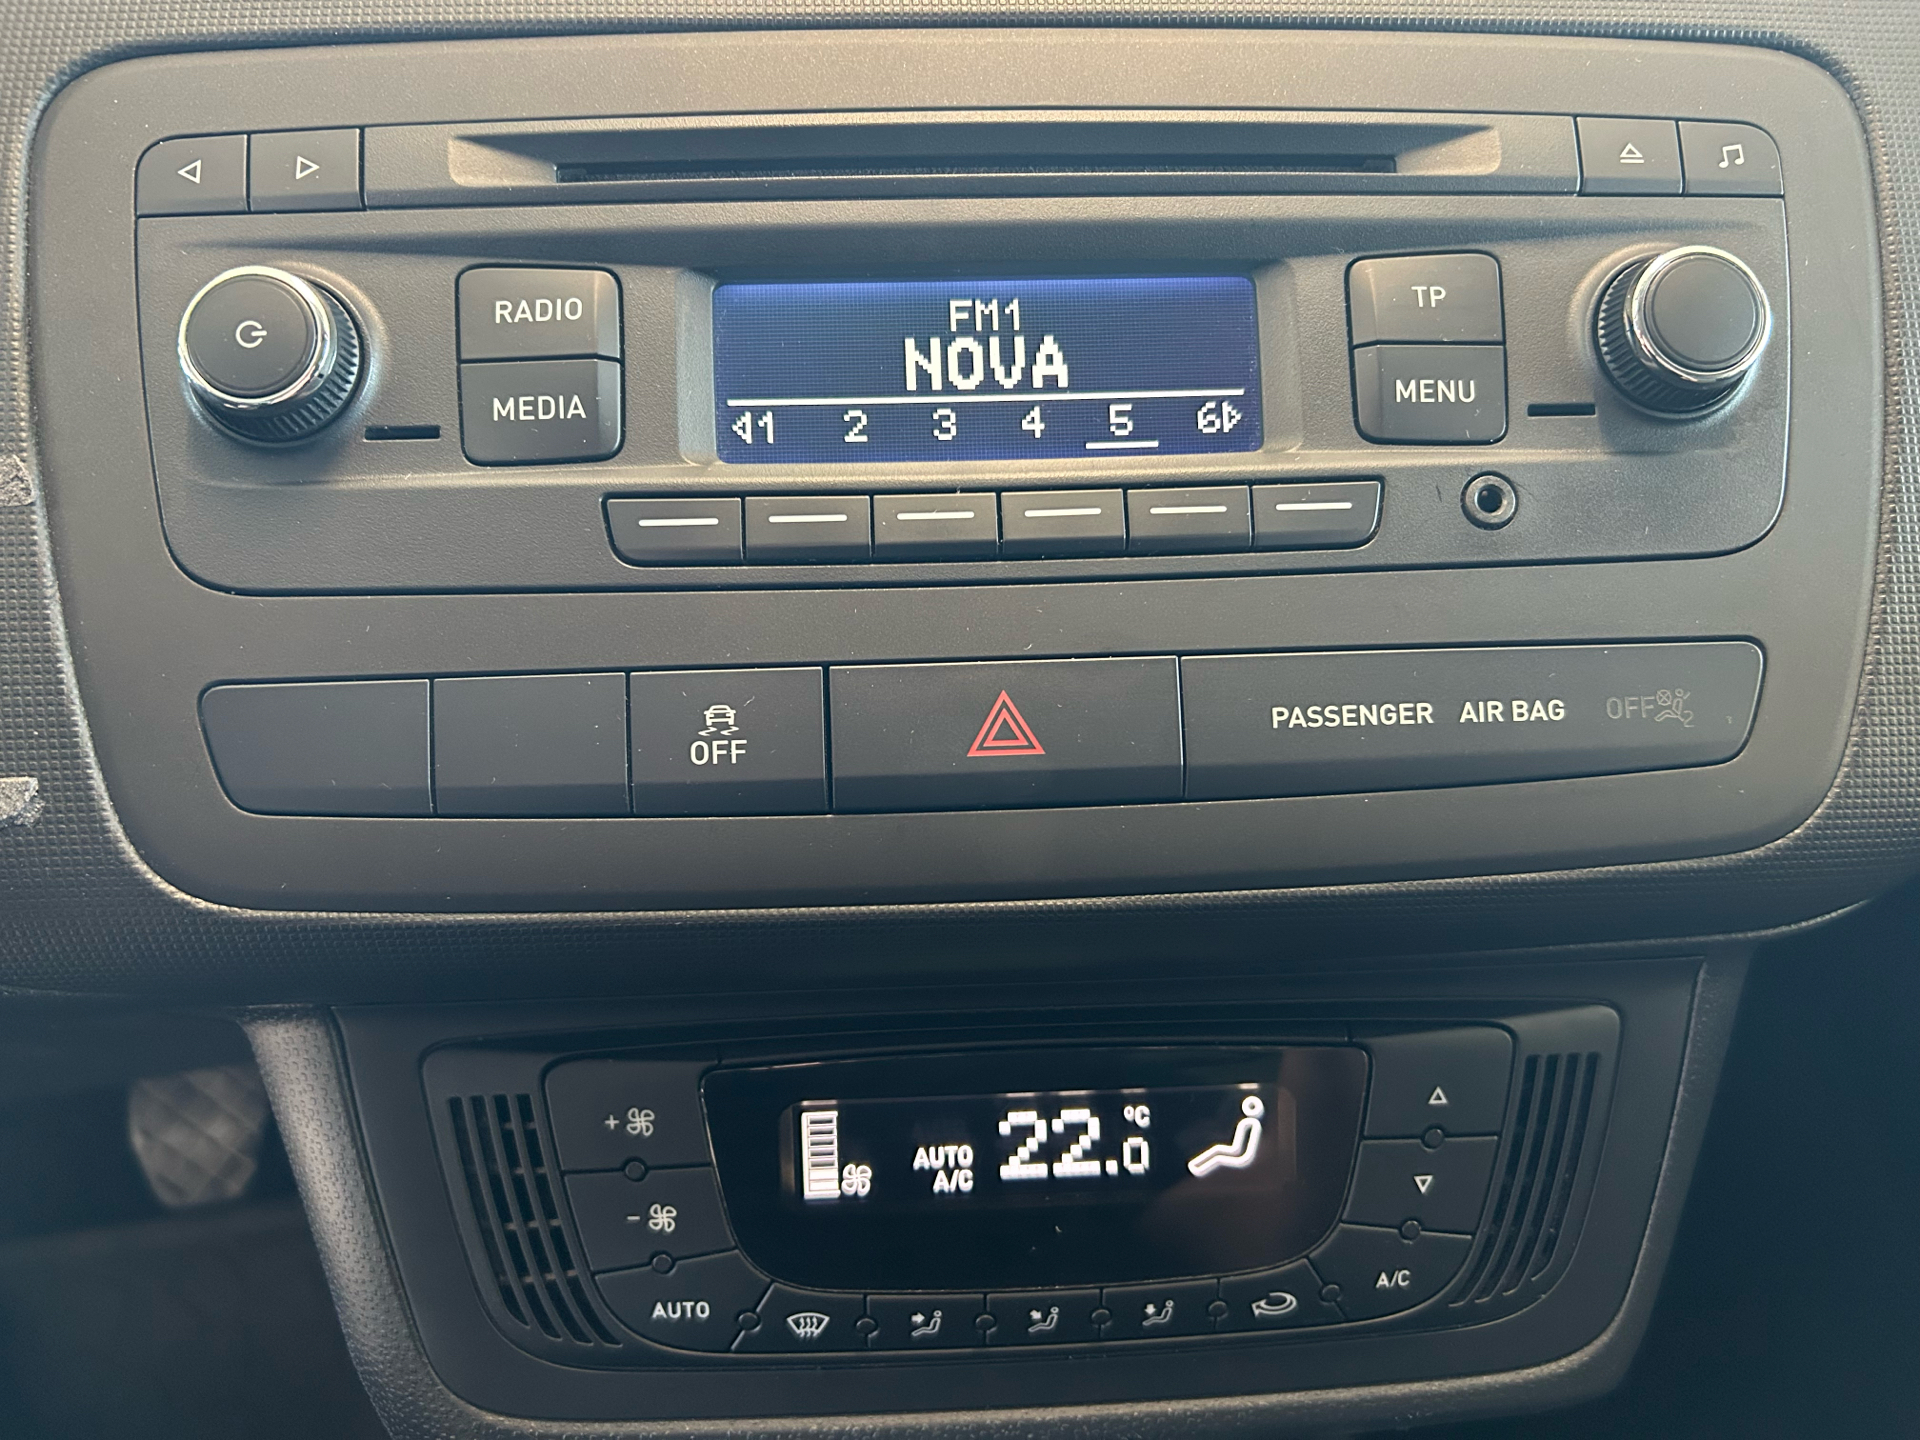 RADIO
MEDIA
FM1
NOVA
1 2 3 4 5 6
TP
MENU
OFF
PASSENGER AIR BAG OFF 2
AUTO
A/C
22.0 °C
+
-
AUTO
A/C